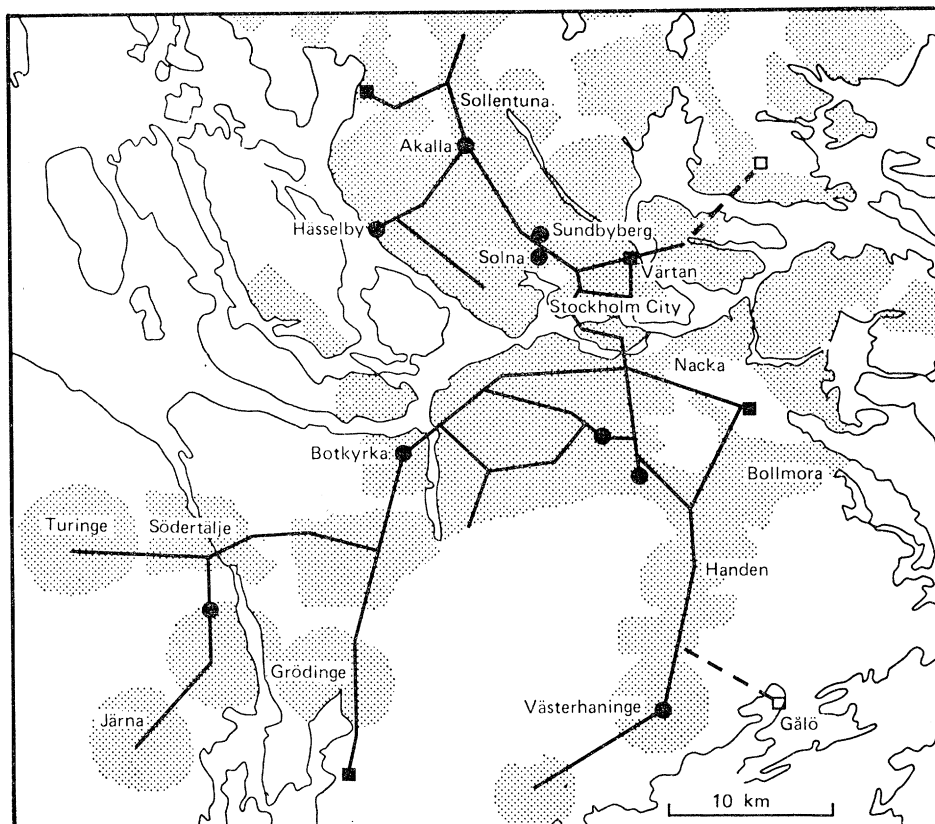 Sollentuna
Akalla
Hässelby
Sundbyberg
Solna
Värtan
Stockholm City
Nacka
Botkyrka
Bollmora
Turinge
Södertälje
Handen
Grödinge
Järna
Västerhaninge
Gålö
10 km